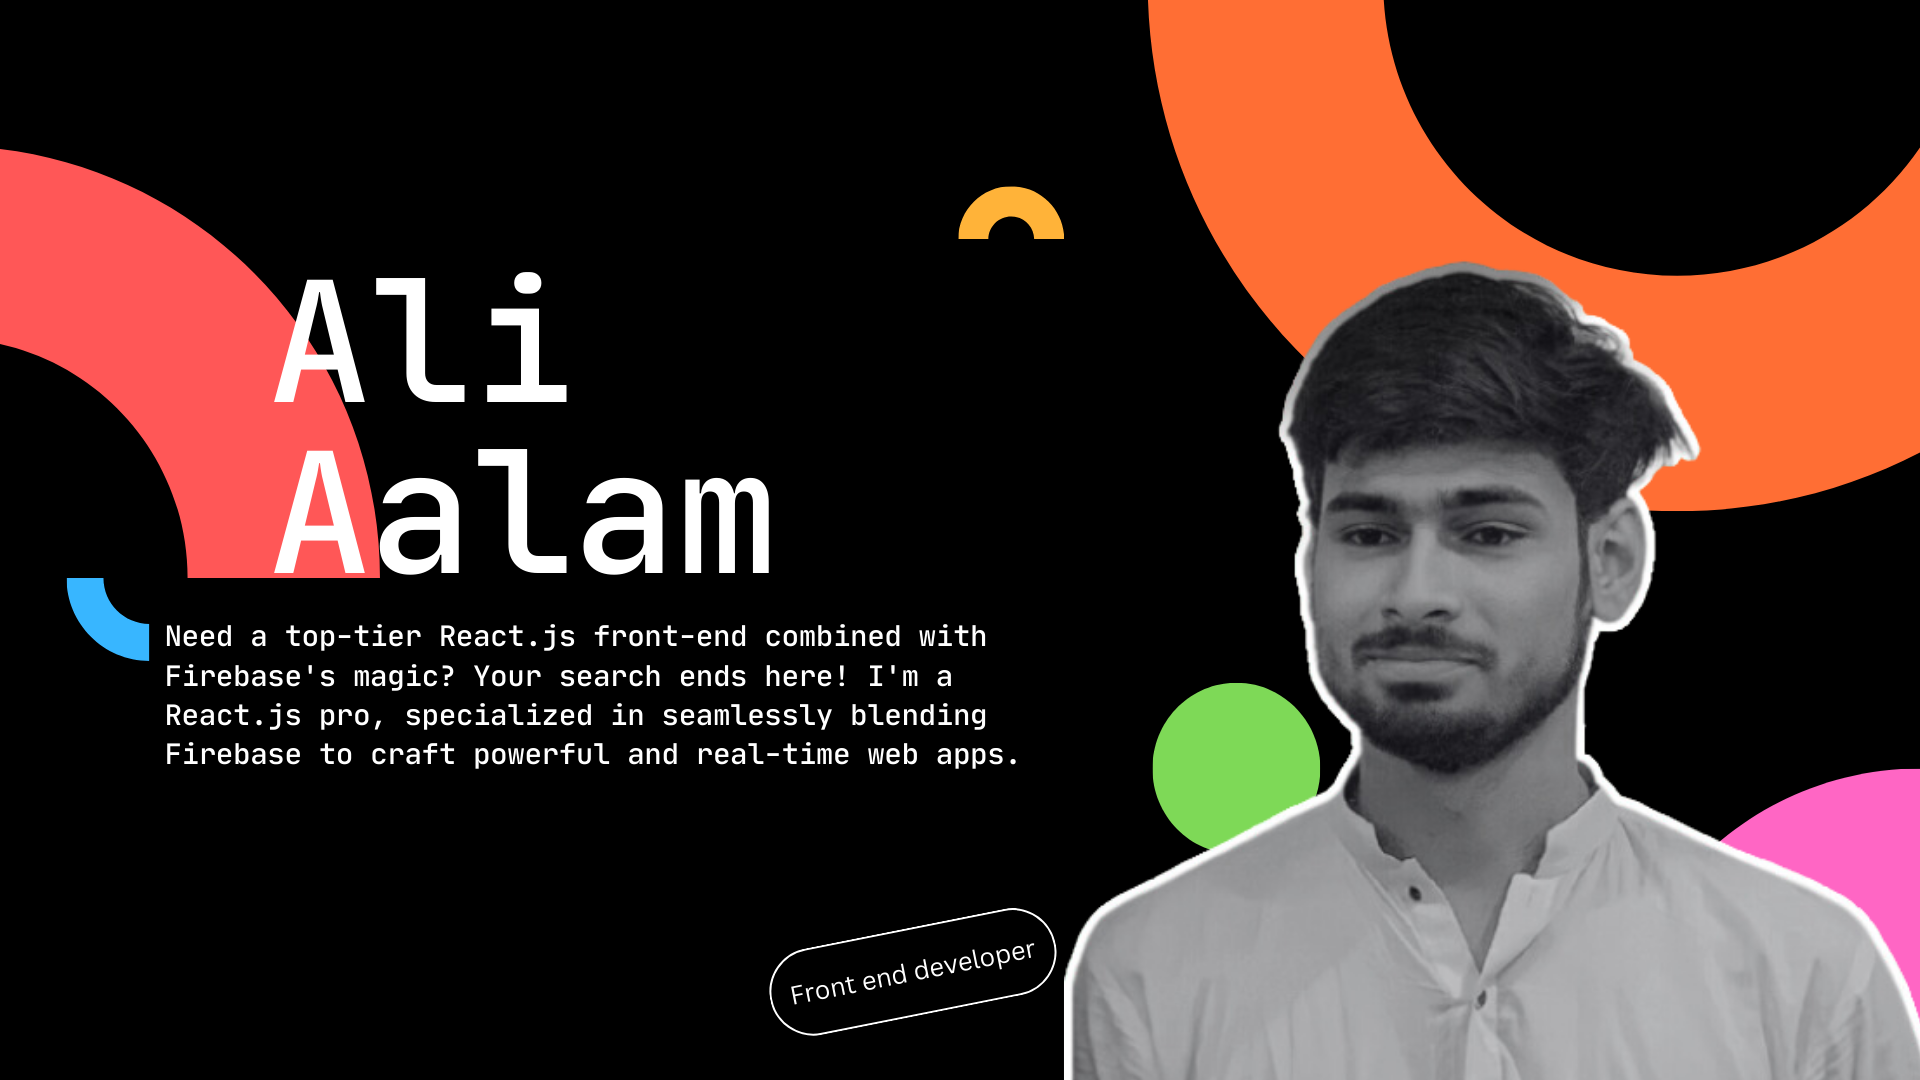 Ali
Aalam
Need a top-tier React.js front-end combined with
Firebase's magic? Your search ends here! I'm a
React.js pro, specialized in seamlessly blending
Firebase to craft powerful and real-time web apps.
Front end developer